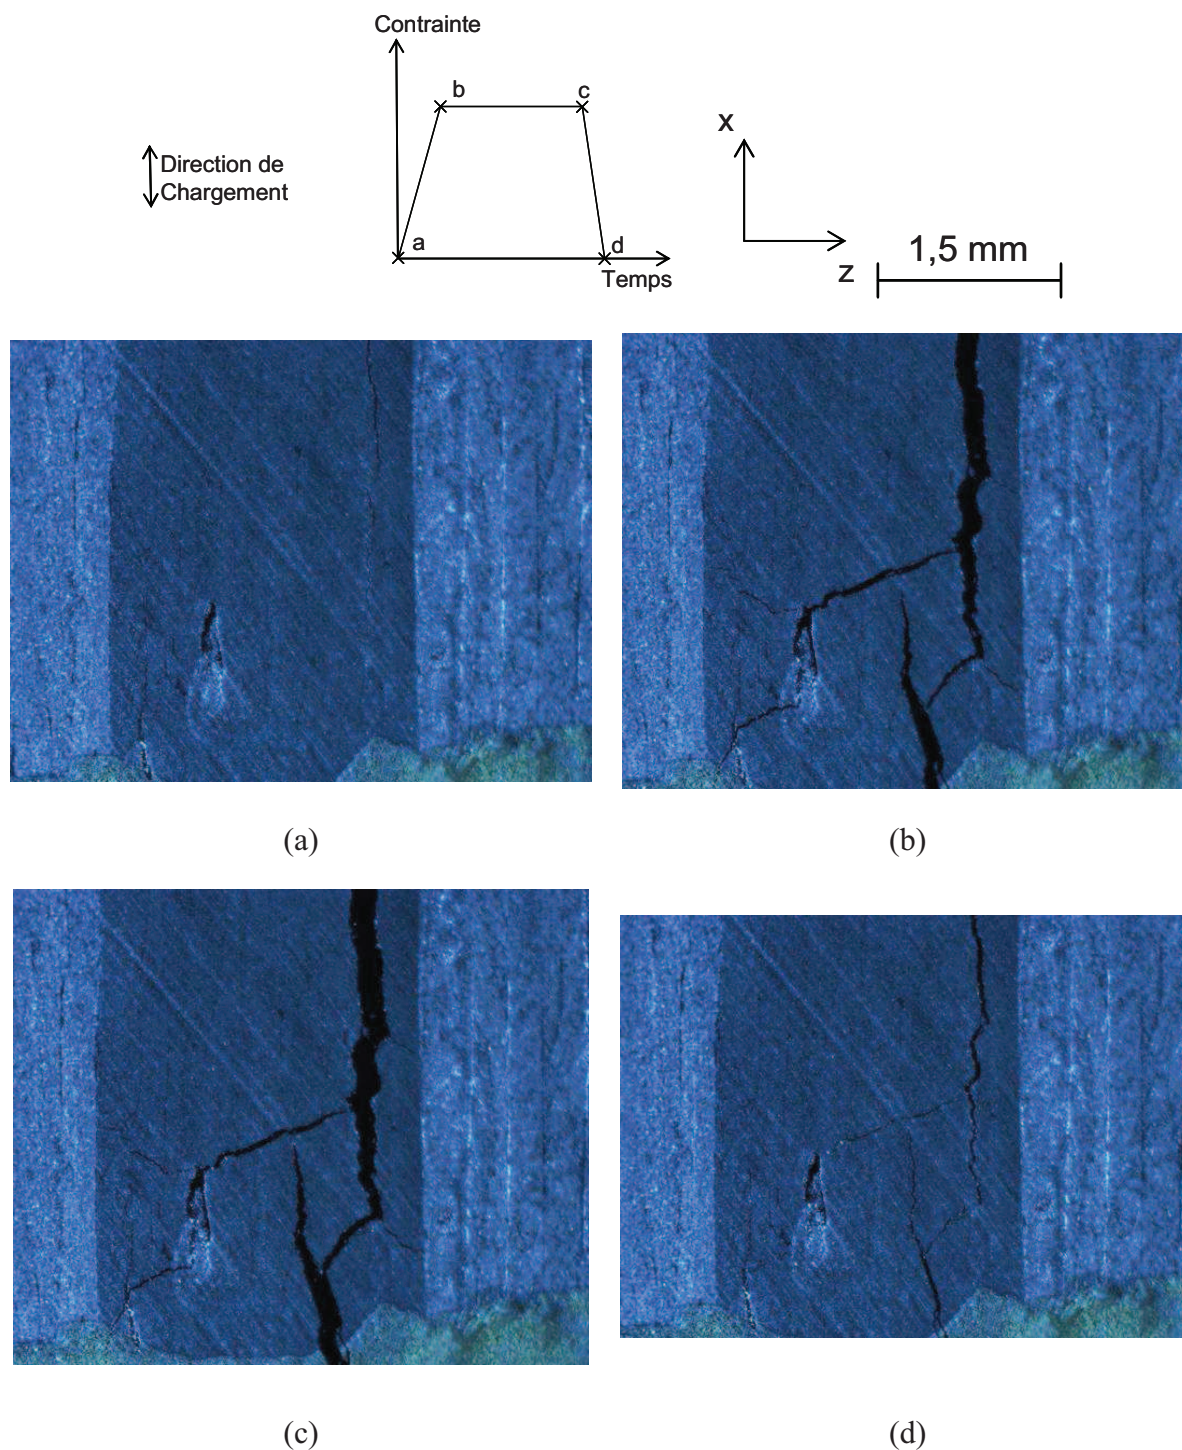 Contrainte
b
c
Direction de
Chargement
a
d
Temps
x
z
1,5 mm
(a)
(b)
(c)
(d)